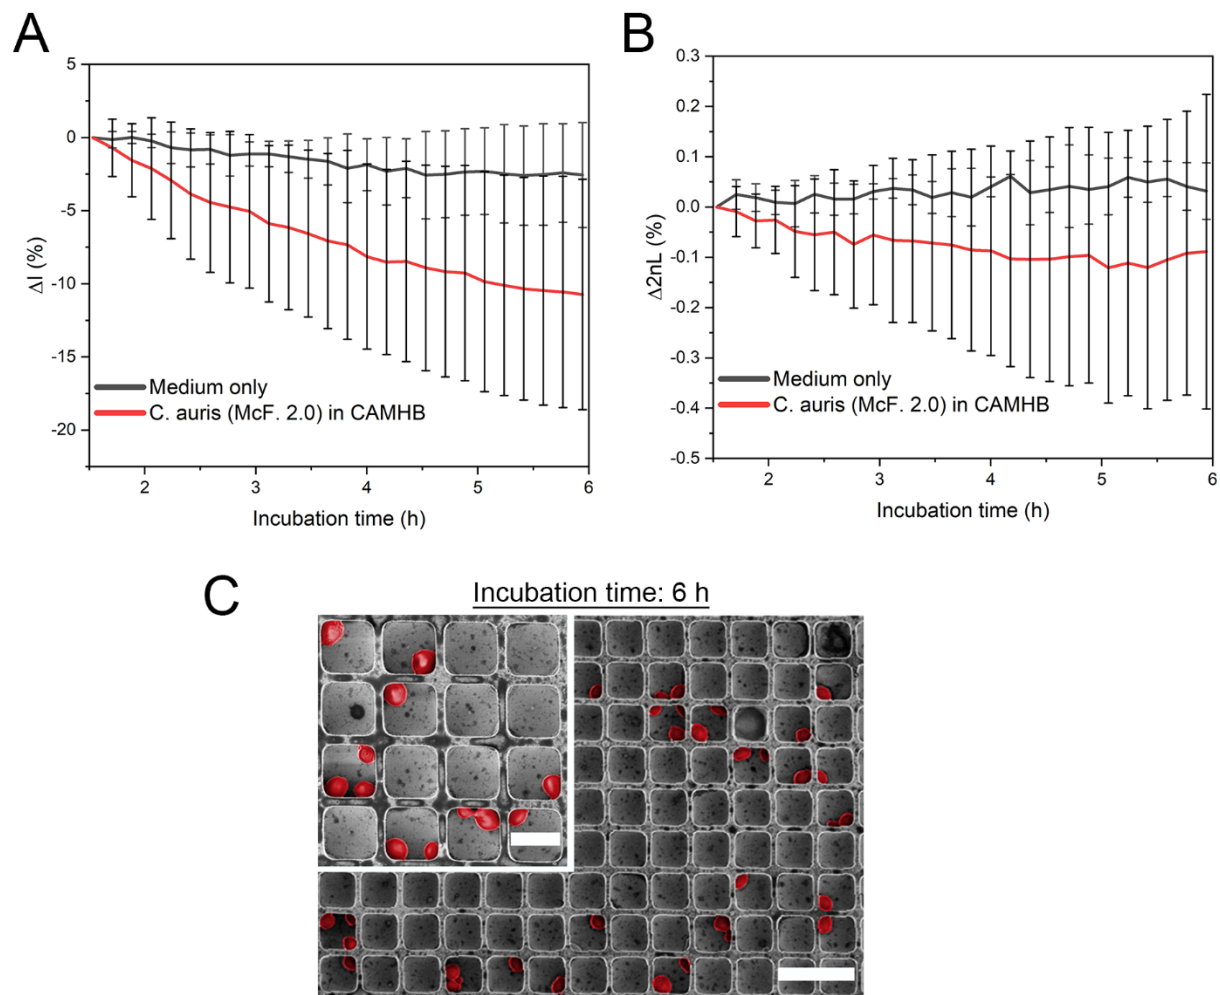 A
5
0
-5
-10
-15
-20
ΔI (%)
Medium only
C. auris (McF. 2.0) in CAMHB
2
3
4
5
6
Incubation time (h)
B
0.3
0.2
0.1
0.0
-0.1
-0.2
-0.3
-0.4
-0.5
Δ2nL (%)
Medium only
C. auris (McF. 2.0) in CAMHB
2
3
4
5
6
Incubation time (h)
C
Incubation time: 6 h